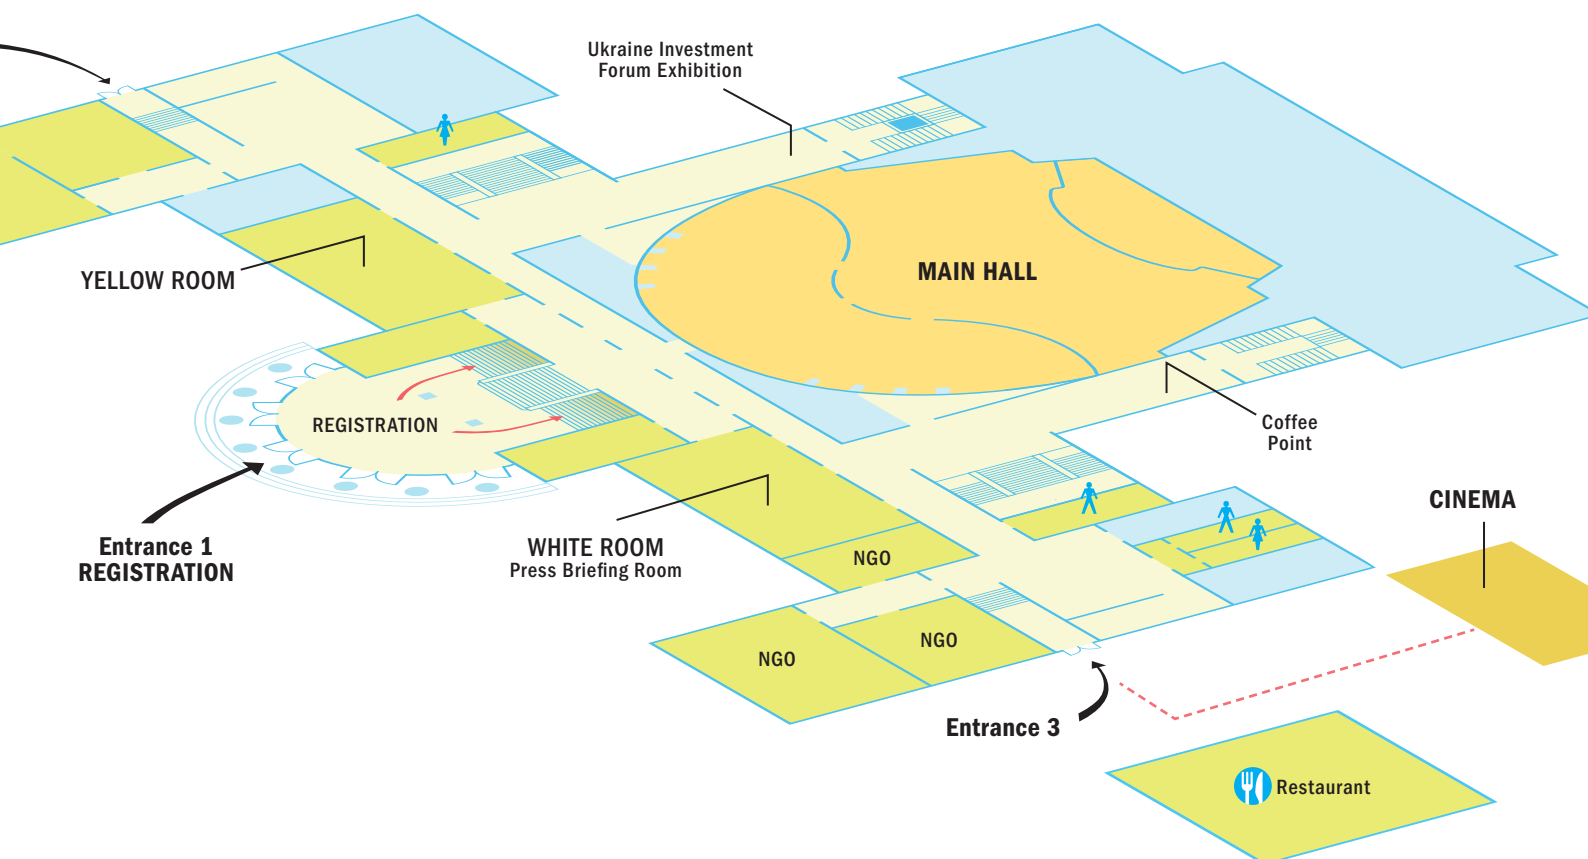 Ukraine Investment
Forum Exhibition
YELLOW ROOM
MAIN HALL
REGISTRATION
Coffee
Point
Entrance 1
REGISTRATION
WHITE ROOM
Press Briefing Room
NGO
CINEMA
NGO
NGO
Entrance 3
Restaurant